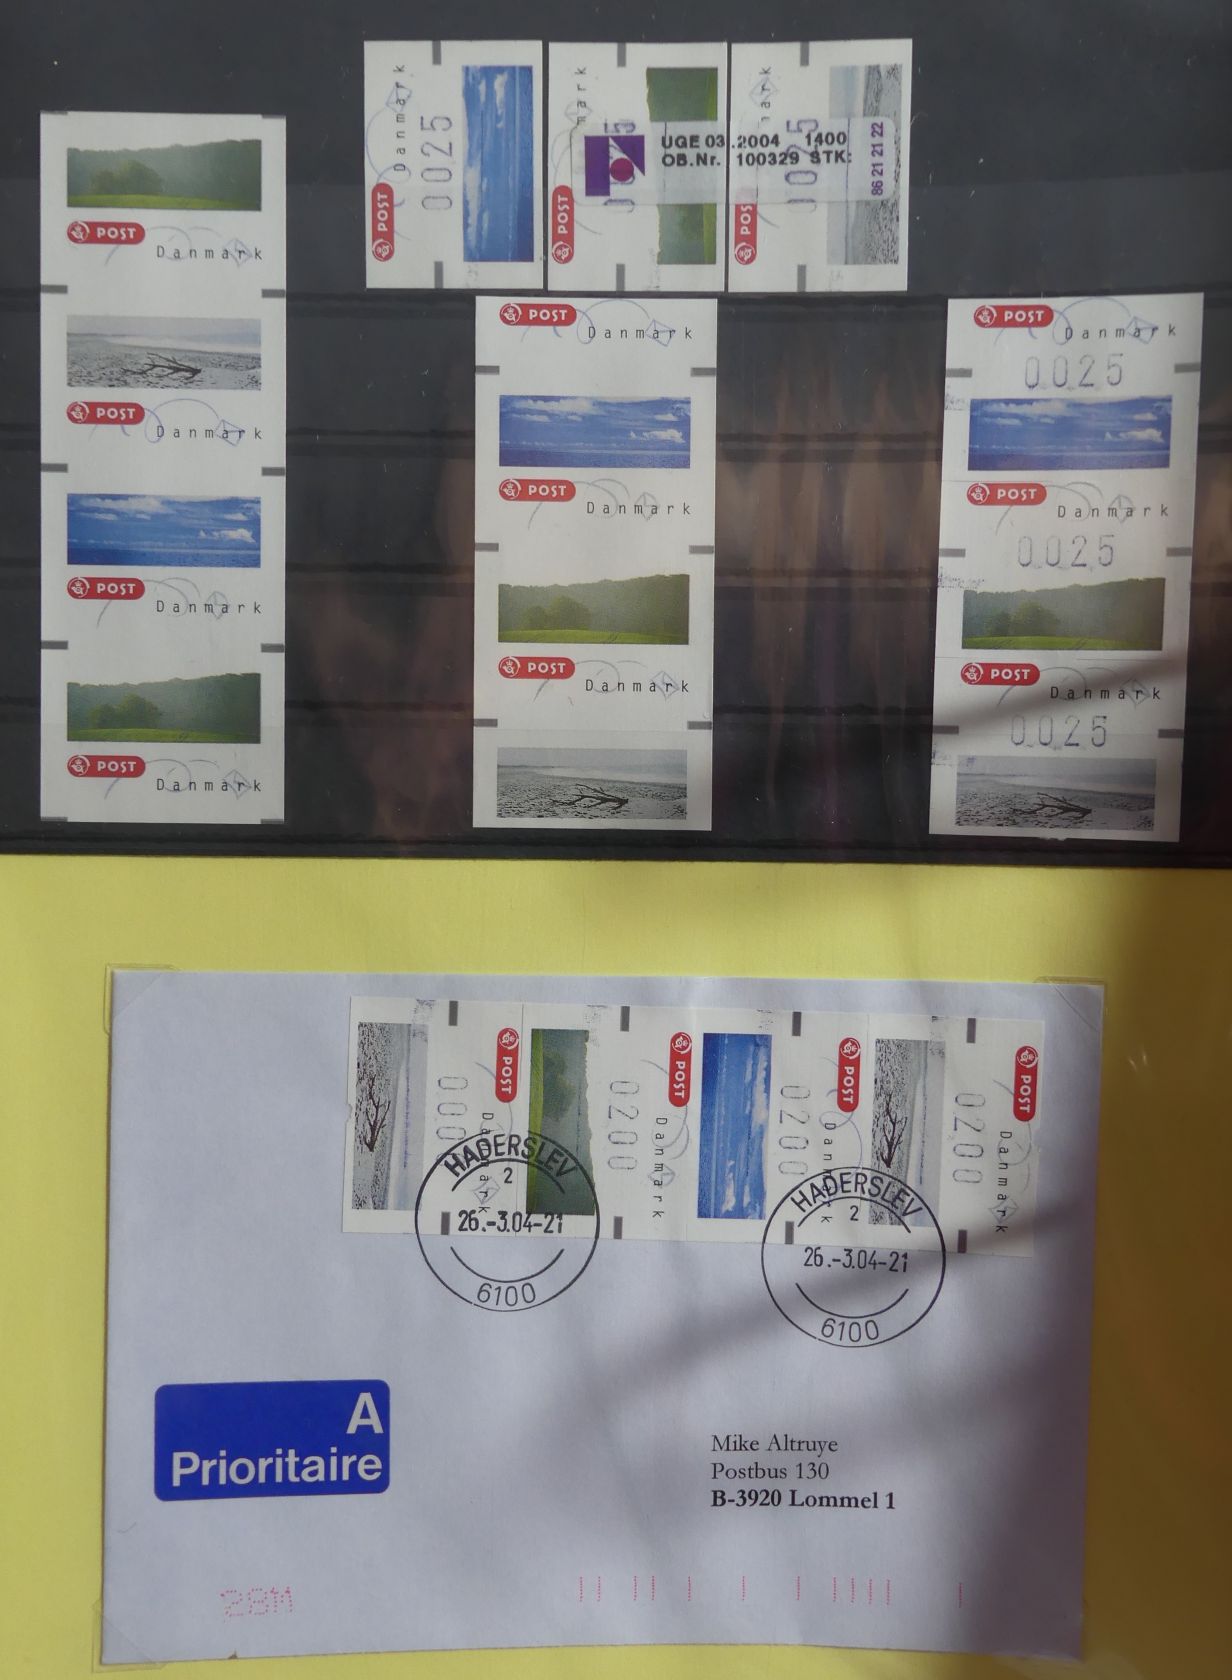 POST
Danmark
POST
Danmark
POST
Danmark
POST
Danmark
POST
Danmark
0025
POST
POST
UGE 03.2004 1400
OB.Nr. 100329 STK:
86 21 21 22
POST
Danmark
POST
Danmark
POST
Danmark
POST
Danmark
0025
POST
Danmark
0025
POST
Danmark
0025
POST
Danmark
POST
Danmark
0200
POST
Danmark
0200
POST
Danmark
0200
HADERSLEV
2
26.-3.04-21
6100
HADERSLEV
2
26.-3.04-21
6100
A
Prioritaire
Mike Altruye
Postbus 130
B-3920 Lommel 1
28M